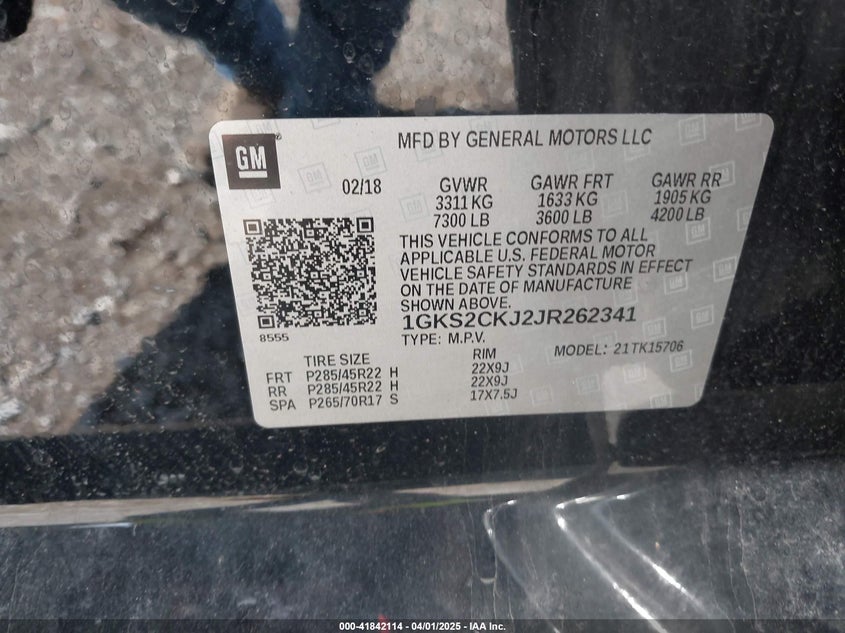 GM
MFD BY GENERAL MOTORS LLC
02/18
GVWR GAWR FRT GAWR RR
3311 KG 1633 KG 1905 KG
7300 LB 3600 LB 4200 LB
THIS VEHICLE CONFORMS TO ALL
APPLICABLE U.S. FEDERAL MOTOR
VEHICLE SAFETY STANDARDS IN EFFECT
ON THE DATE OF MANUFACTURE
SHOWN ABOVE.
1GKS2CKJ2JR262341
8555
TYPE: M.P.V. MODEL: 21TK15706
TIRE SIZE RIM
FRT P285/45R22 H 22X9J
RR P285/45R22 H 22X9J
SPA P265/70R17 S 17X7.5J
000-41842114 - 04/01/2025 - IAA Inc.